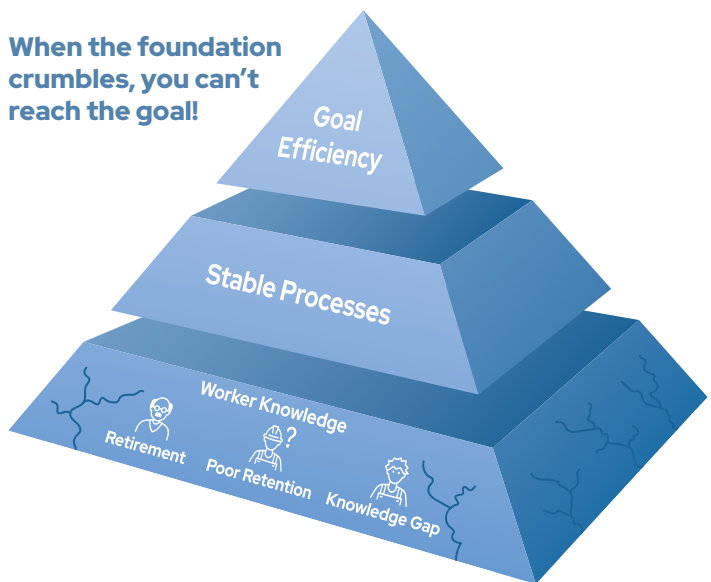 When the foundation
crumbles, you can’t
reach the goal!
Goal
Efficiency
Stable Processes
Worker Knowledge
Retirement
?
Poor Retention
Knowledge Gap